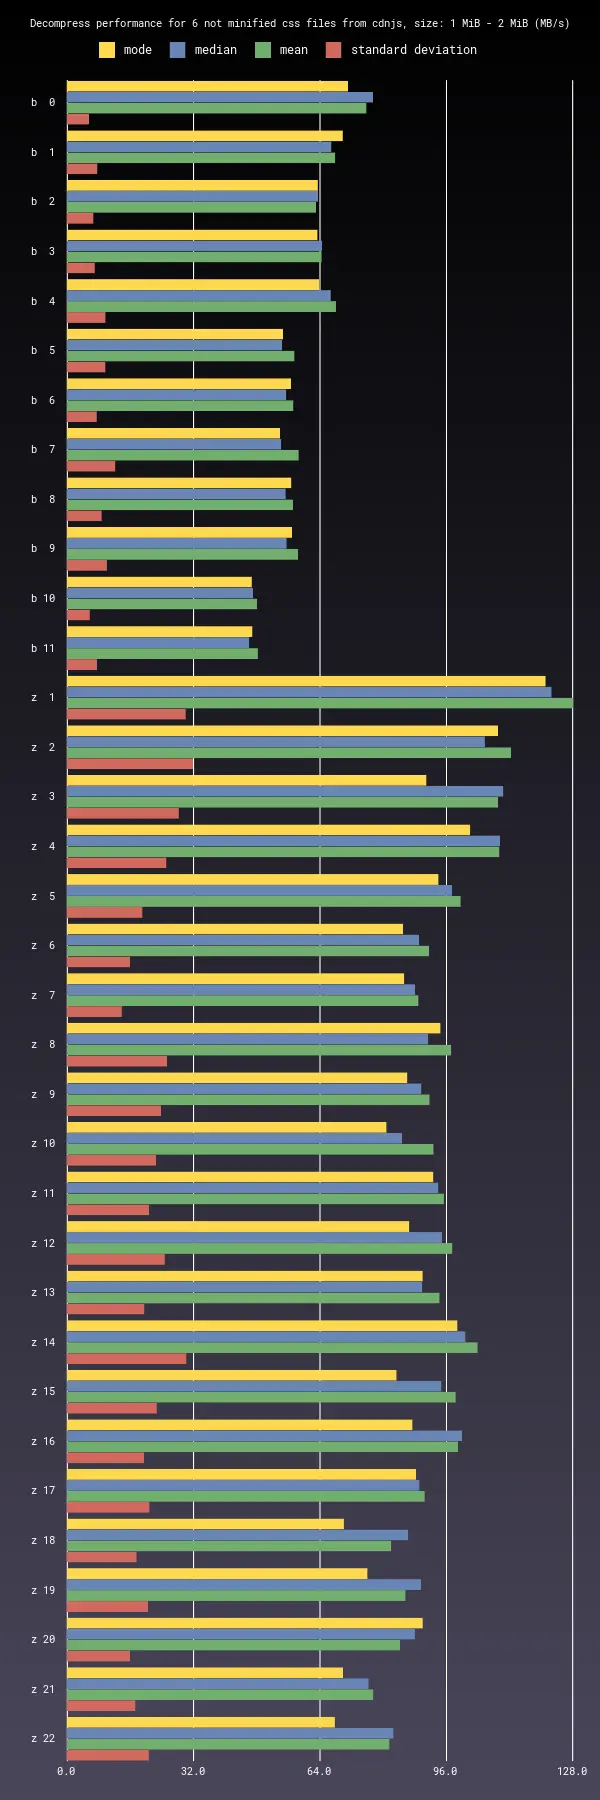 Decompress performance for 6 not minified css files from cdnjs, size: 1 MiB - 2 MiB (MB/s)
mode median mean standard deviation
b 0
b 1
b 2
b 3
b 4
b 5
b 6
b 7
b 8
b 9
b 10
b 11
z 1
z 2
z 3
z 4
z 5
z 6
z 7
z 8
z 9
z 10
z 11
z 12
z 13
z 14
z 15
z 16
z 17
z 18
z 19
z 20
z 21
z 22
0.0 32.0 64.0 96.0 128.0